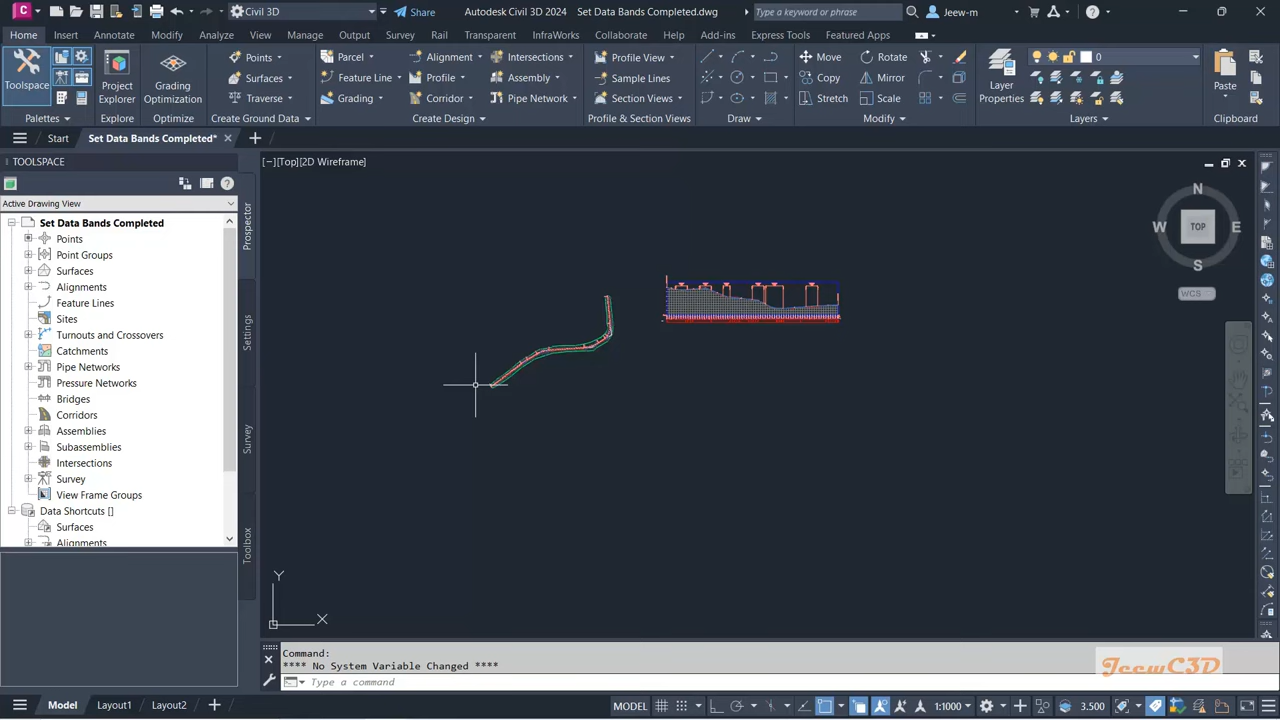 Civil 3D
Share
Autodesk Civil 3D 2024
Set Data Bands Completed.dwg
Type a keyword or phrase
Jeew-m
Home
Insert
Annotate
Modify
Analyze
View
Manage
Output
Survey
Rail
Transparent
InfraWorks
Collaborate
Help
Add-ins
Express Tools
Featured Apps
Toolspace
Palettes
Project
Explorer
Explore
Grading
Optimization
Optimize
Points
Surfaces
Traverse
Create Ground Data
Parcel
Feature Line
Grading
Alignment
Profile
Corridor
Intersections
Assembly
Pipe Network
Create Design
Profile View
Sample Lines
Section Views
Profile & Section Views
Draw
Move
Rotate
Copy
Mirror
Stretch
Scale
Modify
Layer
Properties
0
Layers
Paste
Clipboard
Start
Set Data Bands Completed*
TOOLSPACE
Active Drawing View
Set Data Bands Completed
Points
Point Groups
Surfaces
Alignments
Feature Lines
Sites
Turnouts and Crossovers
Catchments
Pipe Networks
Pressure Networks
Bridges
Corridors
Assemblies
Subassemblies
Intersections
Survey
View Frame Groups
Data Shortcuts []
Surfaces
Alignments
Prospector
Settings
Survey
Toolbox
[−][Top][2D Wireframe]
N
W
TOP
E
S
WCS
Y
X
Command:
**** No System Variable Changed ****
Type a command
JeewC3D
Model
Layout1
Layout2
MODEL
1:1000
3.500